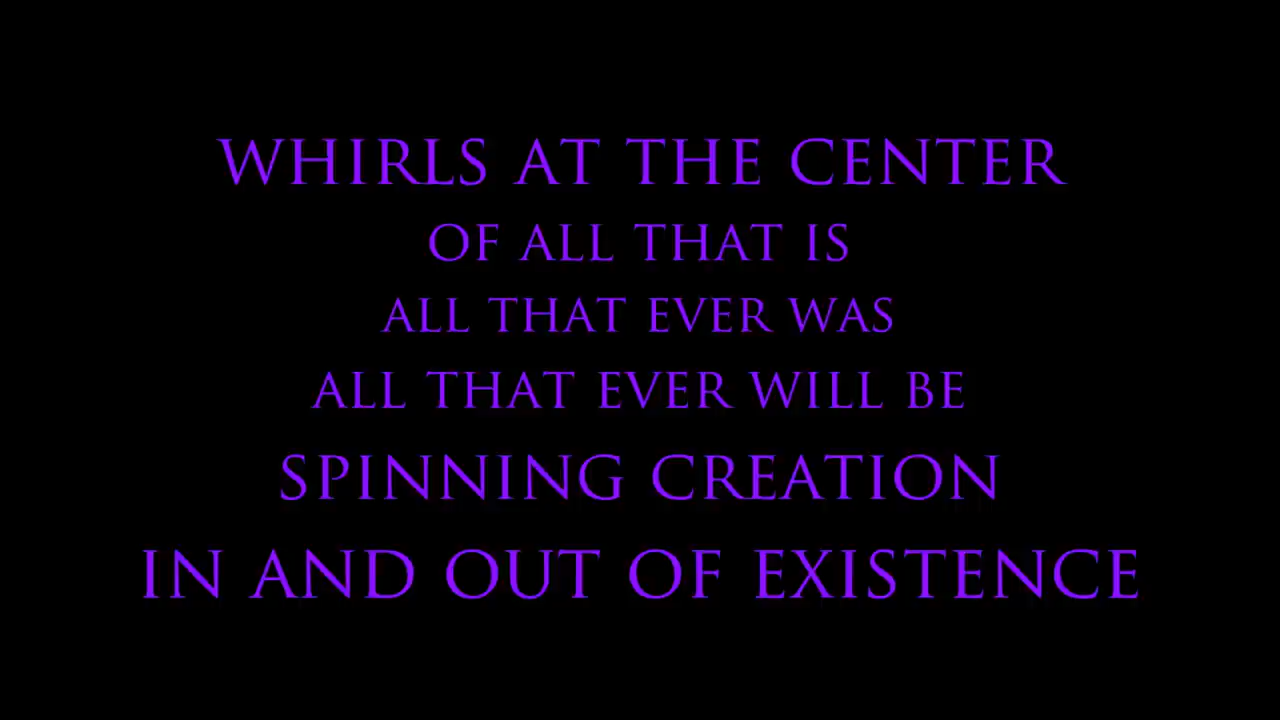 WHIRLS AT THE CENTER
OF ALL THAT IS
ALL THAT EVER WAS
ALL THAT EVER WILL BE
SPINNING CREATION
IN AND OUT OF EXISTENCE